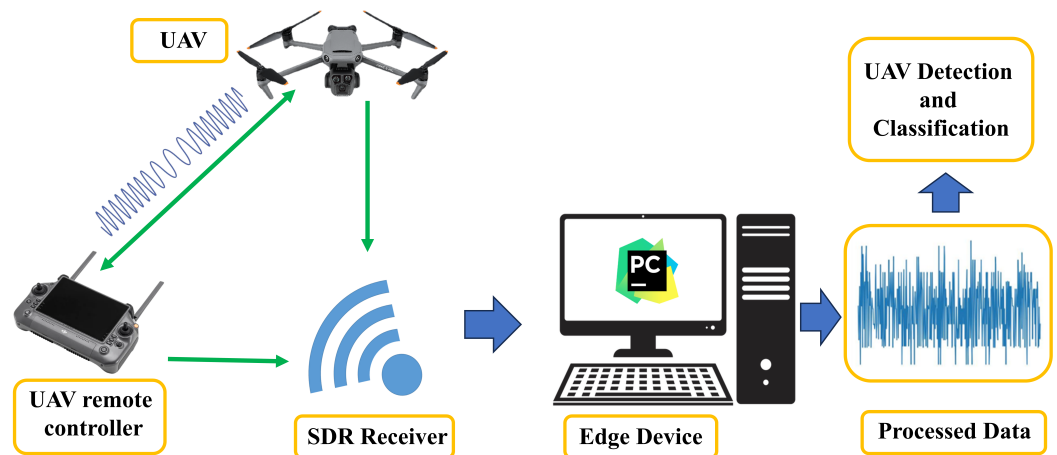 UAV
UAV Detection
and
Classification
PC
UAV remote
controller
SDR Receiver
Edge Device
Processed Data